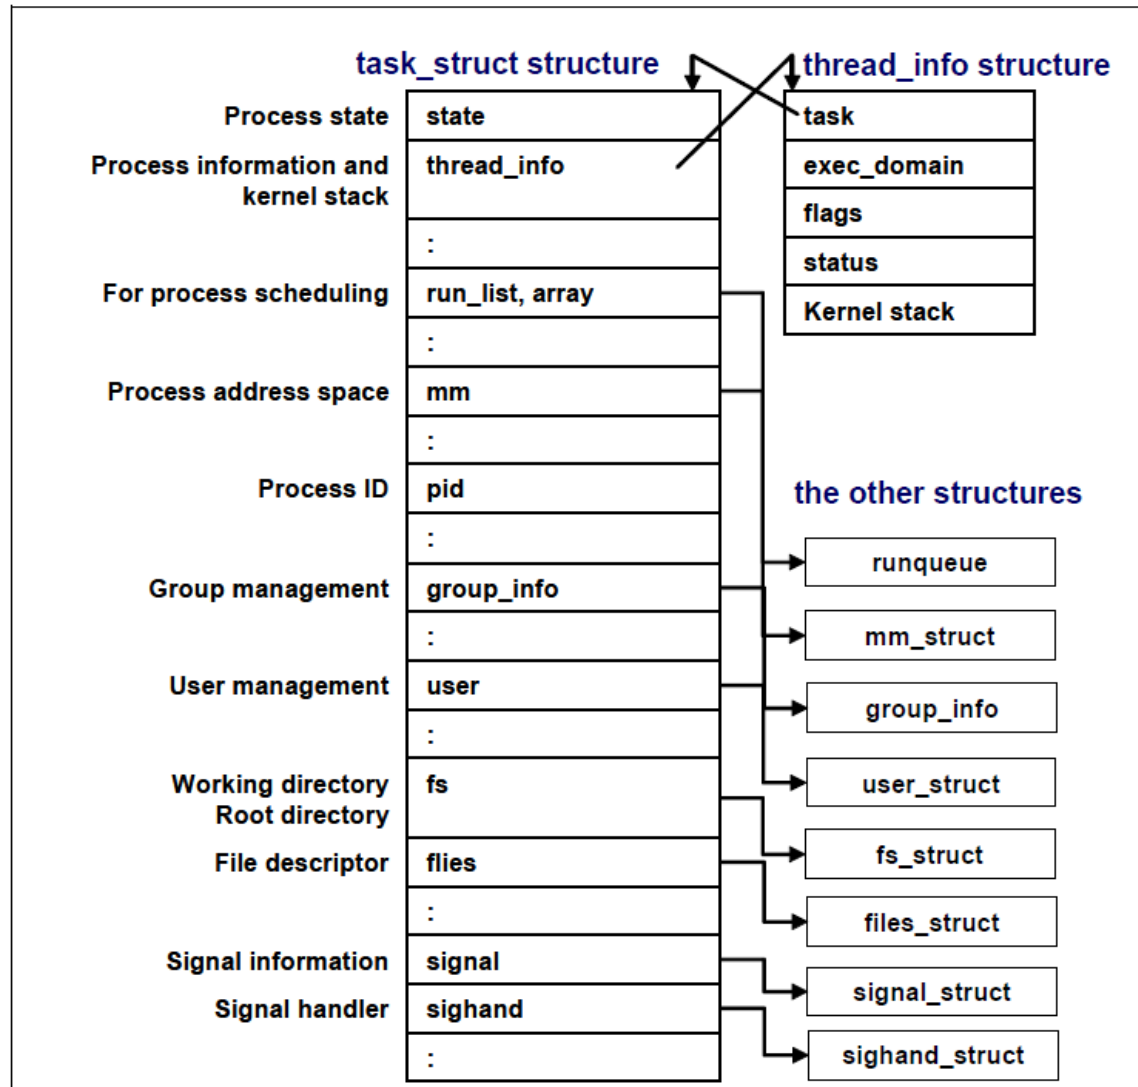 task_struct structure
thread_info structure
Process state
state
task
Process information and
kernel stack
thread_info
exec_domain
flags
:
status
For process scheduling
run_list, array
Kernel stack
:
Process address space
mm
:
Process ID
pid
the other structures
:
runqueue
Group management
group_info
:
mm_struct
User management
user
group_info
:
Working directory
Root directory
fs
user_struct
fs_struct
File descriptor
flies
:
files_struct
Signal information
signal
signal_struct
Signal handler
sighand
:
sighand_struct